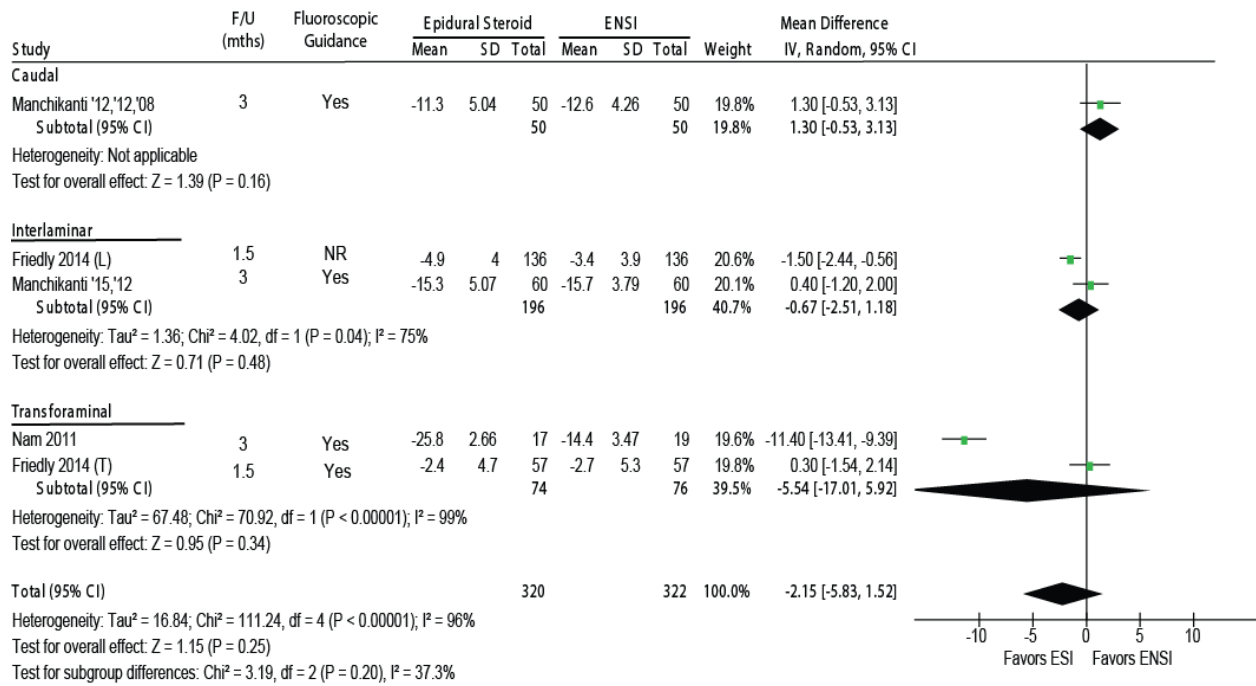 F/U (mths) Fluoroscopic Guidance Epidural Steroid ENSI Mean Difference
Study Mean SD Total Mean SD Total Weight IV, Random, 95% CI
Caudal
Manchikanti '12,'12,'08 3 Yes -11.3 5.04 50 -12.6 4.26 50 19.8% 1.30 [-0.53, 3.13]
Subtotal (95% CI) 50 50 19.8% 1.30 [-0.53, 3.13]
Heterogeneity: Not applicable
Test for overall effect: Z = 1.39 (P = 0.16)
Interlaminar
Friedly 2014 (L) 1.5 NR -4.9 4 136 -3.4 3.9 136 20.6% -1.50 [-2.44, -0.56]
Manchikanti '15,'12 3 Yes -15.3 5.07 60 -15.7 3.79 60 20.1% 0.40 [-1.20, 2.00]
Subtotal (95% CI) 196 196 40.7% -0.67 [-2.51, 1.18]
Heterogeneity: Tau² = 1.36; Chi² = 4.02, df = 1 (P = 0.04); I² = 75%
Test for overall effect: Z = 0.71 (P = 0.48)
Transforaminal
Nam 2011 3 Yes -25.8 2.66 17 -14.4 3.47 19 19.6% -11.40 [-13.41, -9.39]
Friedly 2014 (T) 1.5 Yes -2.4 4.7 57 -2.7 5.3 57 19.8% 0.30 [-1.54, 2.14]
Subtotal (95% CI) 74 76 39.5% -5.54 [-17.01, 5.92]
Heterogeneity: Tau² = 67.48; Chi² = 70.92, df = 1 (P < 0.00001); I² = 99%
Test for overall effect: Z = 0.95 (P = 0.34)
Total (95% CI) 320 322 100.0% -2.15 [-5.83, 1.52]
Heterogeneity: Tau² = 16.84; Chi² = 111.24, df = 4 (P < 0.00001); I² = 96%
Test for overall effect: Z = 1.15 (P = 0.25)
Test for subgroup differences: Chi² = 3.19, df = 2 (P = 0.20), I² = 37.3%
-10 -5 0 5 10
Favors ESI Favors ENSI